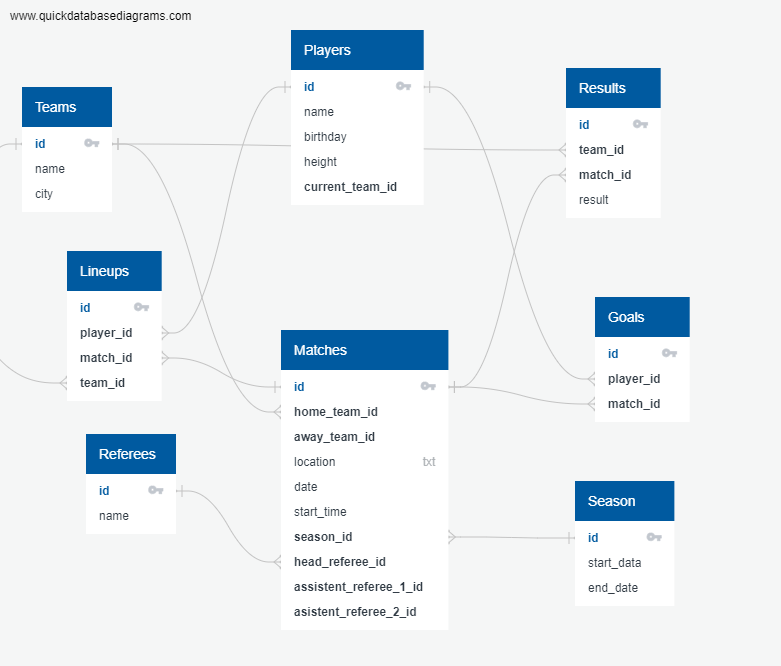 www.quickdatabasediagrams.com
Players
id
name
birthday
height
current_team_id
Teams
id
name
city
Results
id
team_id
match_id
result
Lineups
id
player_id
match_id
team_id
Matches
id
home_team_id
away_team_id
location txt
date
start_time
season_id
head_referee_id
assistent_referee_1_id
asistent_referee_2_id
Goals
id
player_id
match_id
Referees
id
name
Season
id
start_data
end_date